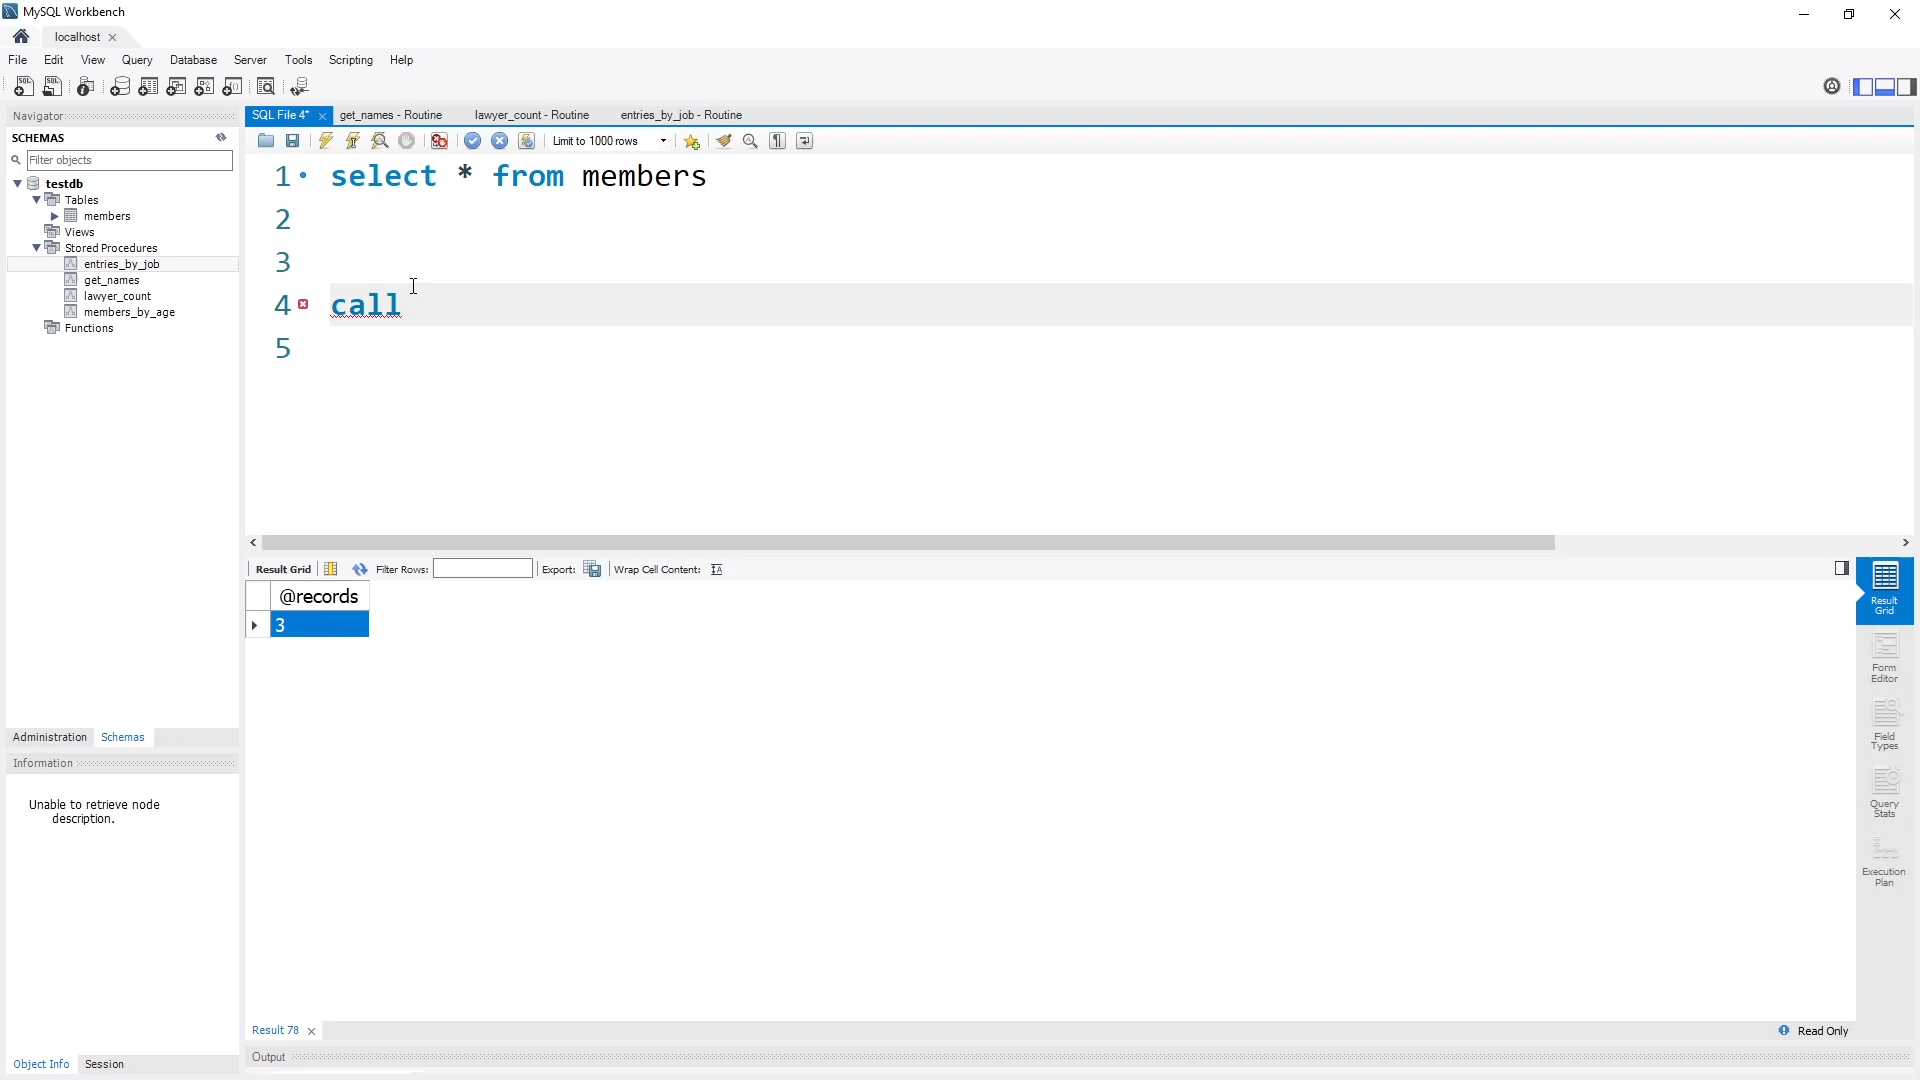 MySQL Workbench
localhost
File Edit View Query Database Server Tools Scripting Help
Navigator
SCHEMAS
Filter objects
testdb
Tables
members
Views
Stored Procedures
entries_by_job
get_names
lawyer_count
members_by_age
Functions
Administration Schemas
Information
Unable to retrieve node
description.
Object Info Session
SQL File 4* get_names - Routine lawyer_count - Routine entries_by_job - Routine
Limit to 1000 rows
1 select * from members
2
3
4 call
5
Result Grid Filter Rows: Export: Wrap Cell Content:
@records
3
Result
Grid
Form
Editor
Field
Types
Query
Stats
Execution
Plan
Result 78 Read Only
Output